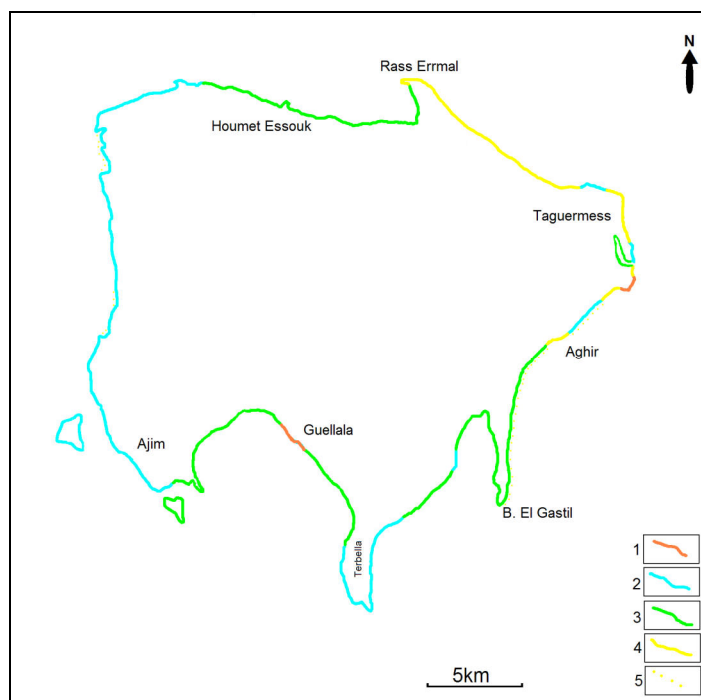 N
Rass Errmal
Houmet Essouk
Taguermess
Aghir
Guellala
Ajim
B. El Gastil
Terbella
1
2
3
4
5
5km